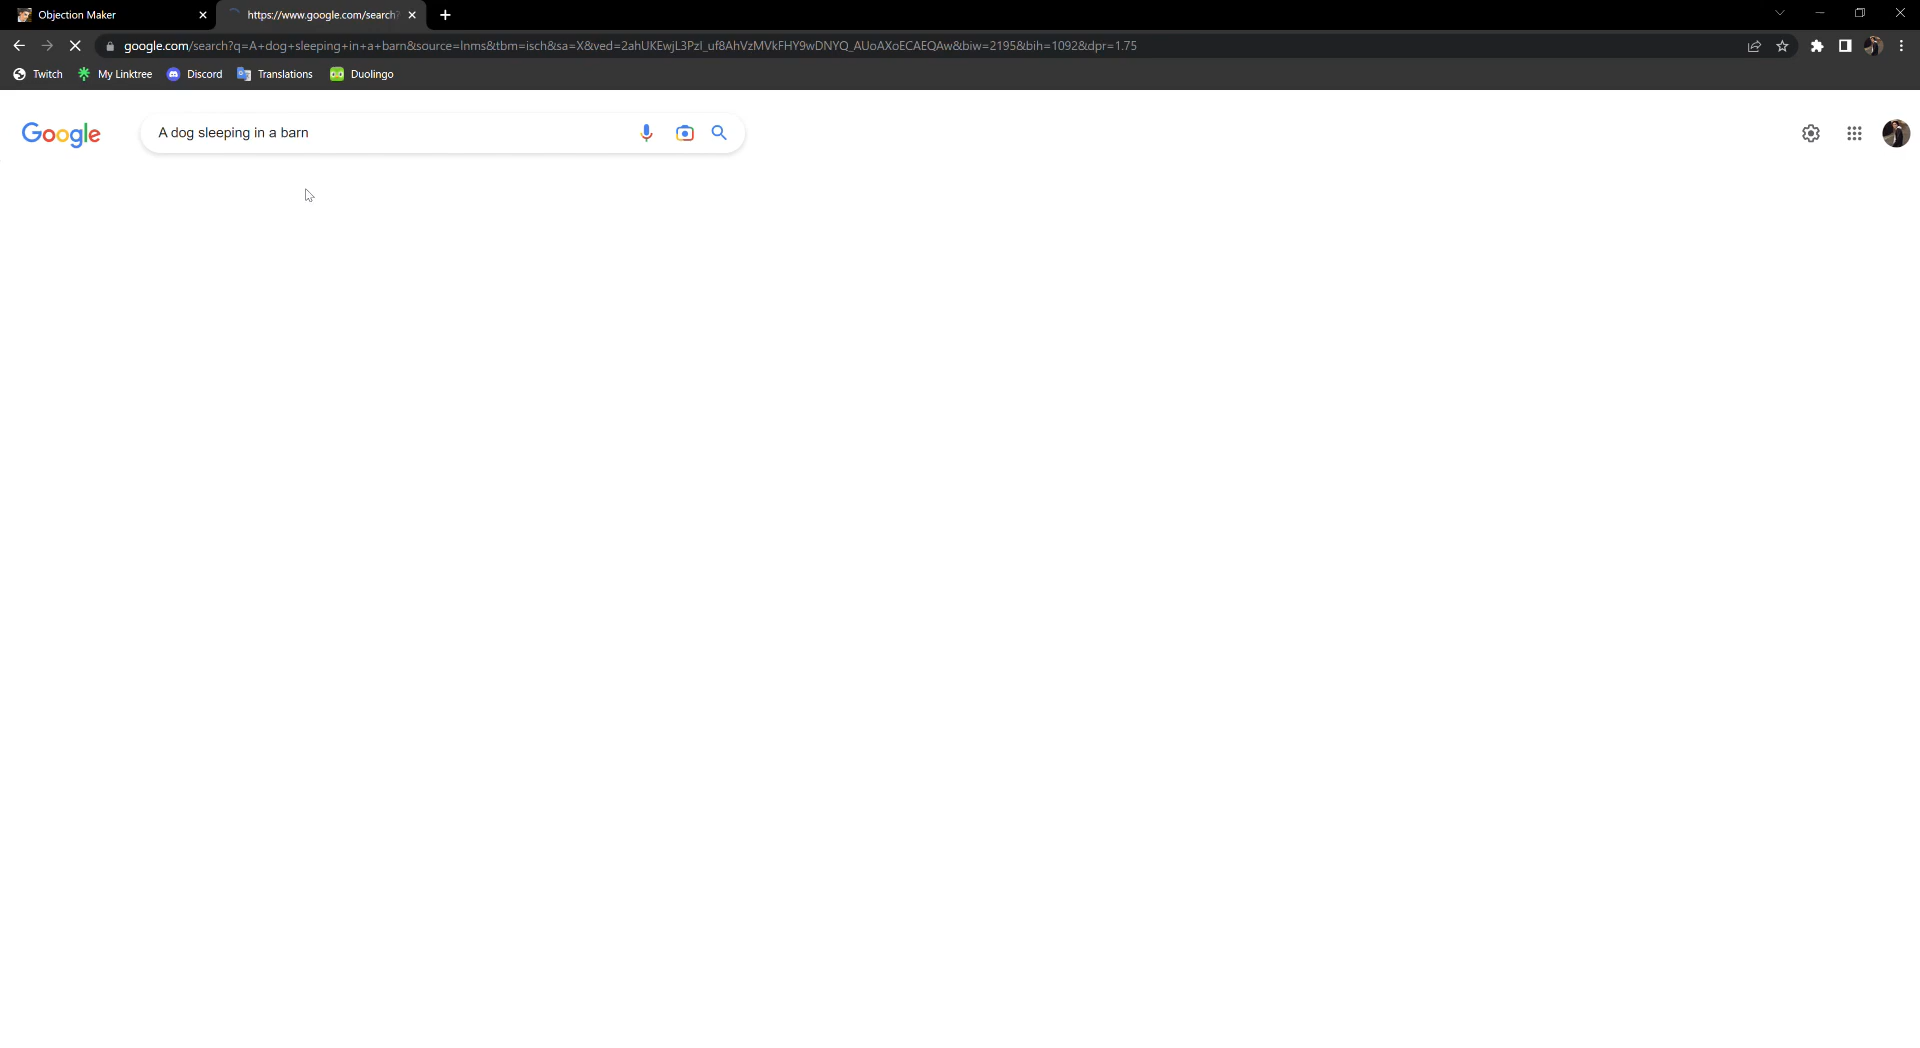 Objection Maker
https://www.google.com/search?
google.com/search?q=A+dog+sleeping+in+a+barn&source=lnms&tbm=isch&sa=X&ved=2ahUKEwjL3PzI_uf8AhVzMVkFHY9wDNYQ_AUoAXoECAEQAw&biw=2195&bih=1092&dpr=1.75
Twitch My Linktree Discord Translations Duolingo
Google A dog sleeping in a barn